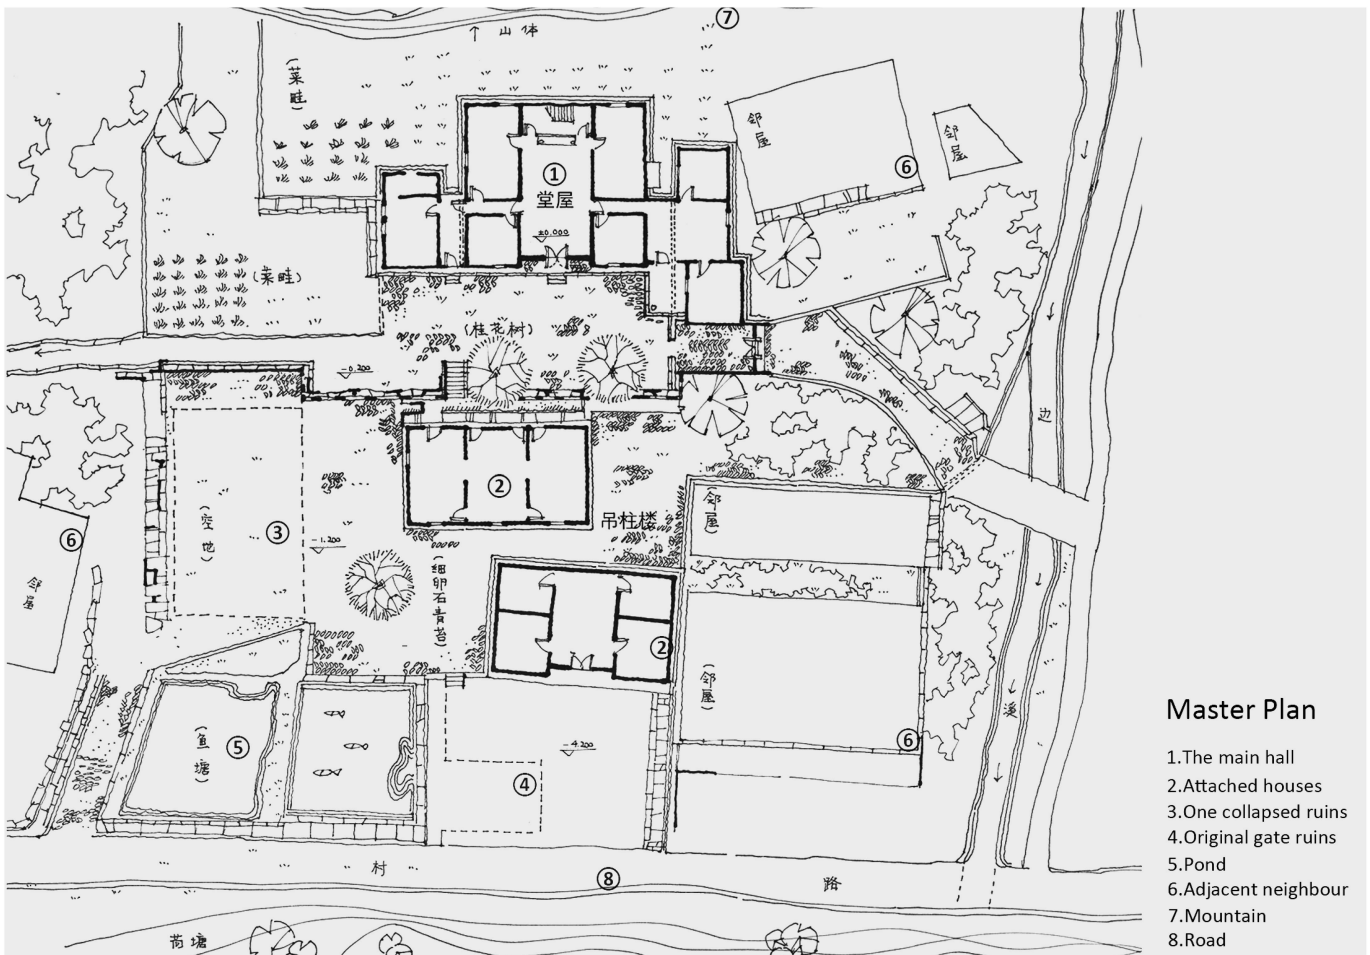 ⑦
↑ 山体
(菜畦)
邻屋
邻屋
⑥
①
堂屋
±0.000
(菜畦)
(桂花树)
-0.200
边
②
(邻屋)
吊柱楼
(空地)
③
-1.200
⑥
邻屋
(细卵石青苔)
②
(邻屋)
溪
(鱼塘)
⑤
-4.200
⑥
④
村
⑧
路
荷塘
Master Plan
1.The main hall
2.Attached houses
3.One collapsed ruins
4.Original gate ruins
5.Pond
6.Adjacent neighbour
7.Mountain
8.Road